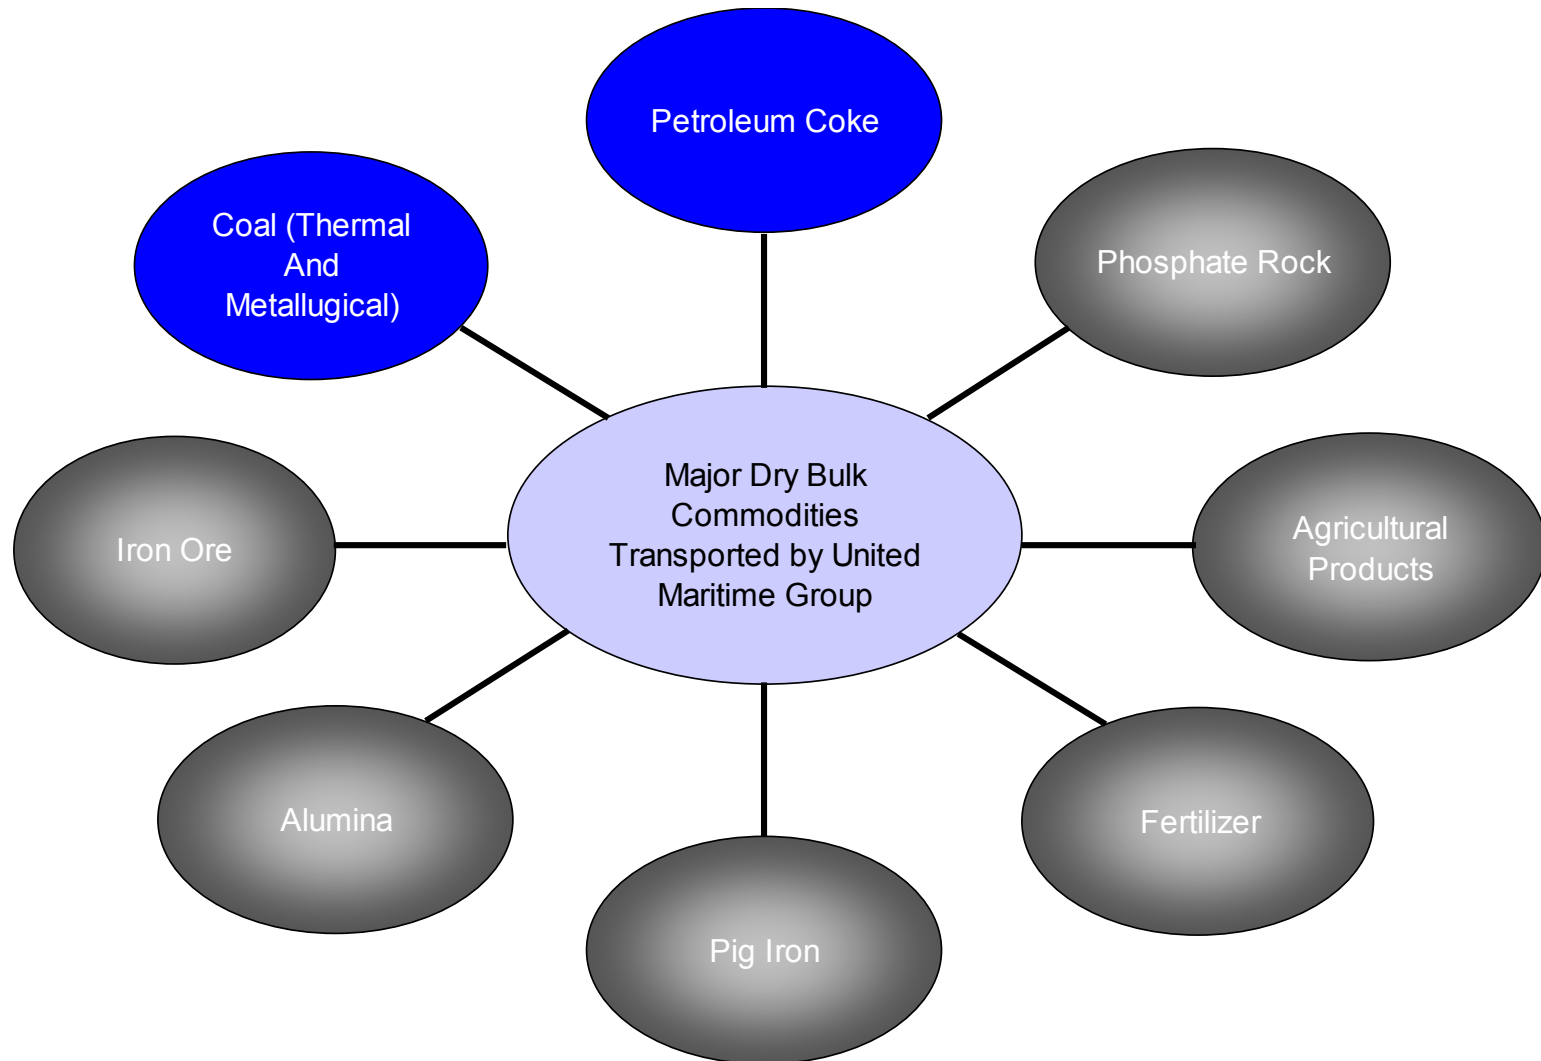 Petroleum Coke
Coal (Thermal
And
Metallugical)
Phosphate Rock
Major Dry Bulk
Commodities
Transported by United
Maritime Group
Iron Ore
Agricultural
Products
Alumina
Fertilizer
Pig Iron